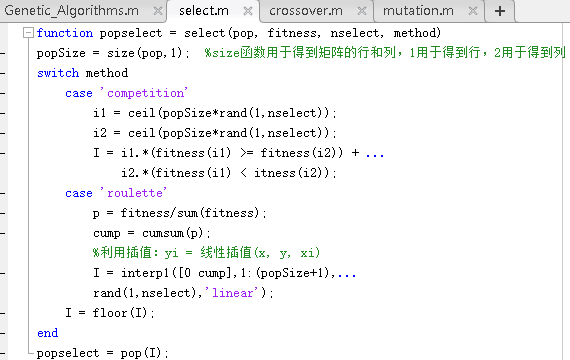 Genetic_Algorithms.m × select.m × crossover.m × mutation.m × +
function popselect = select(pop, fitness, nselect, method)
popSize = size(pop,1);  %size函数用于得到矩阵的行和列，1用于得到行，2用于得到列
switch method
case 'competition'
i1 = ceil(popSize*rand(1,nselect));
i2 = ceil(popSize*rand(1,nselect));
I = i1.*(fitness(i1) >= fitness(i2)) + ...
i2.*(fitness(i1) < itness(i2));
case 'roulette'
p = fitness/sum(fitness);
cump = cumsum(p);
%利用插值：yi = 线性插值(x, y, xi)
I = interp1([0 cump],1:(popSize+1),...
rand(1,nselect),'linear');
I = floor(I);
end
popselect = pop(I);